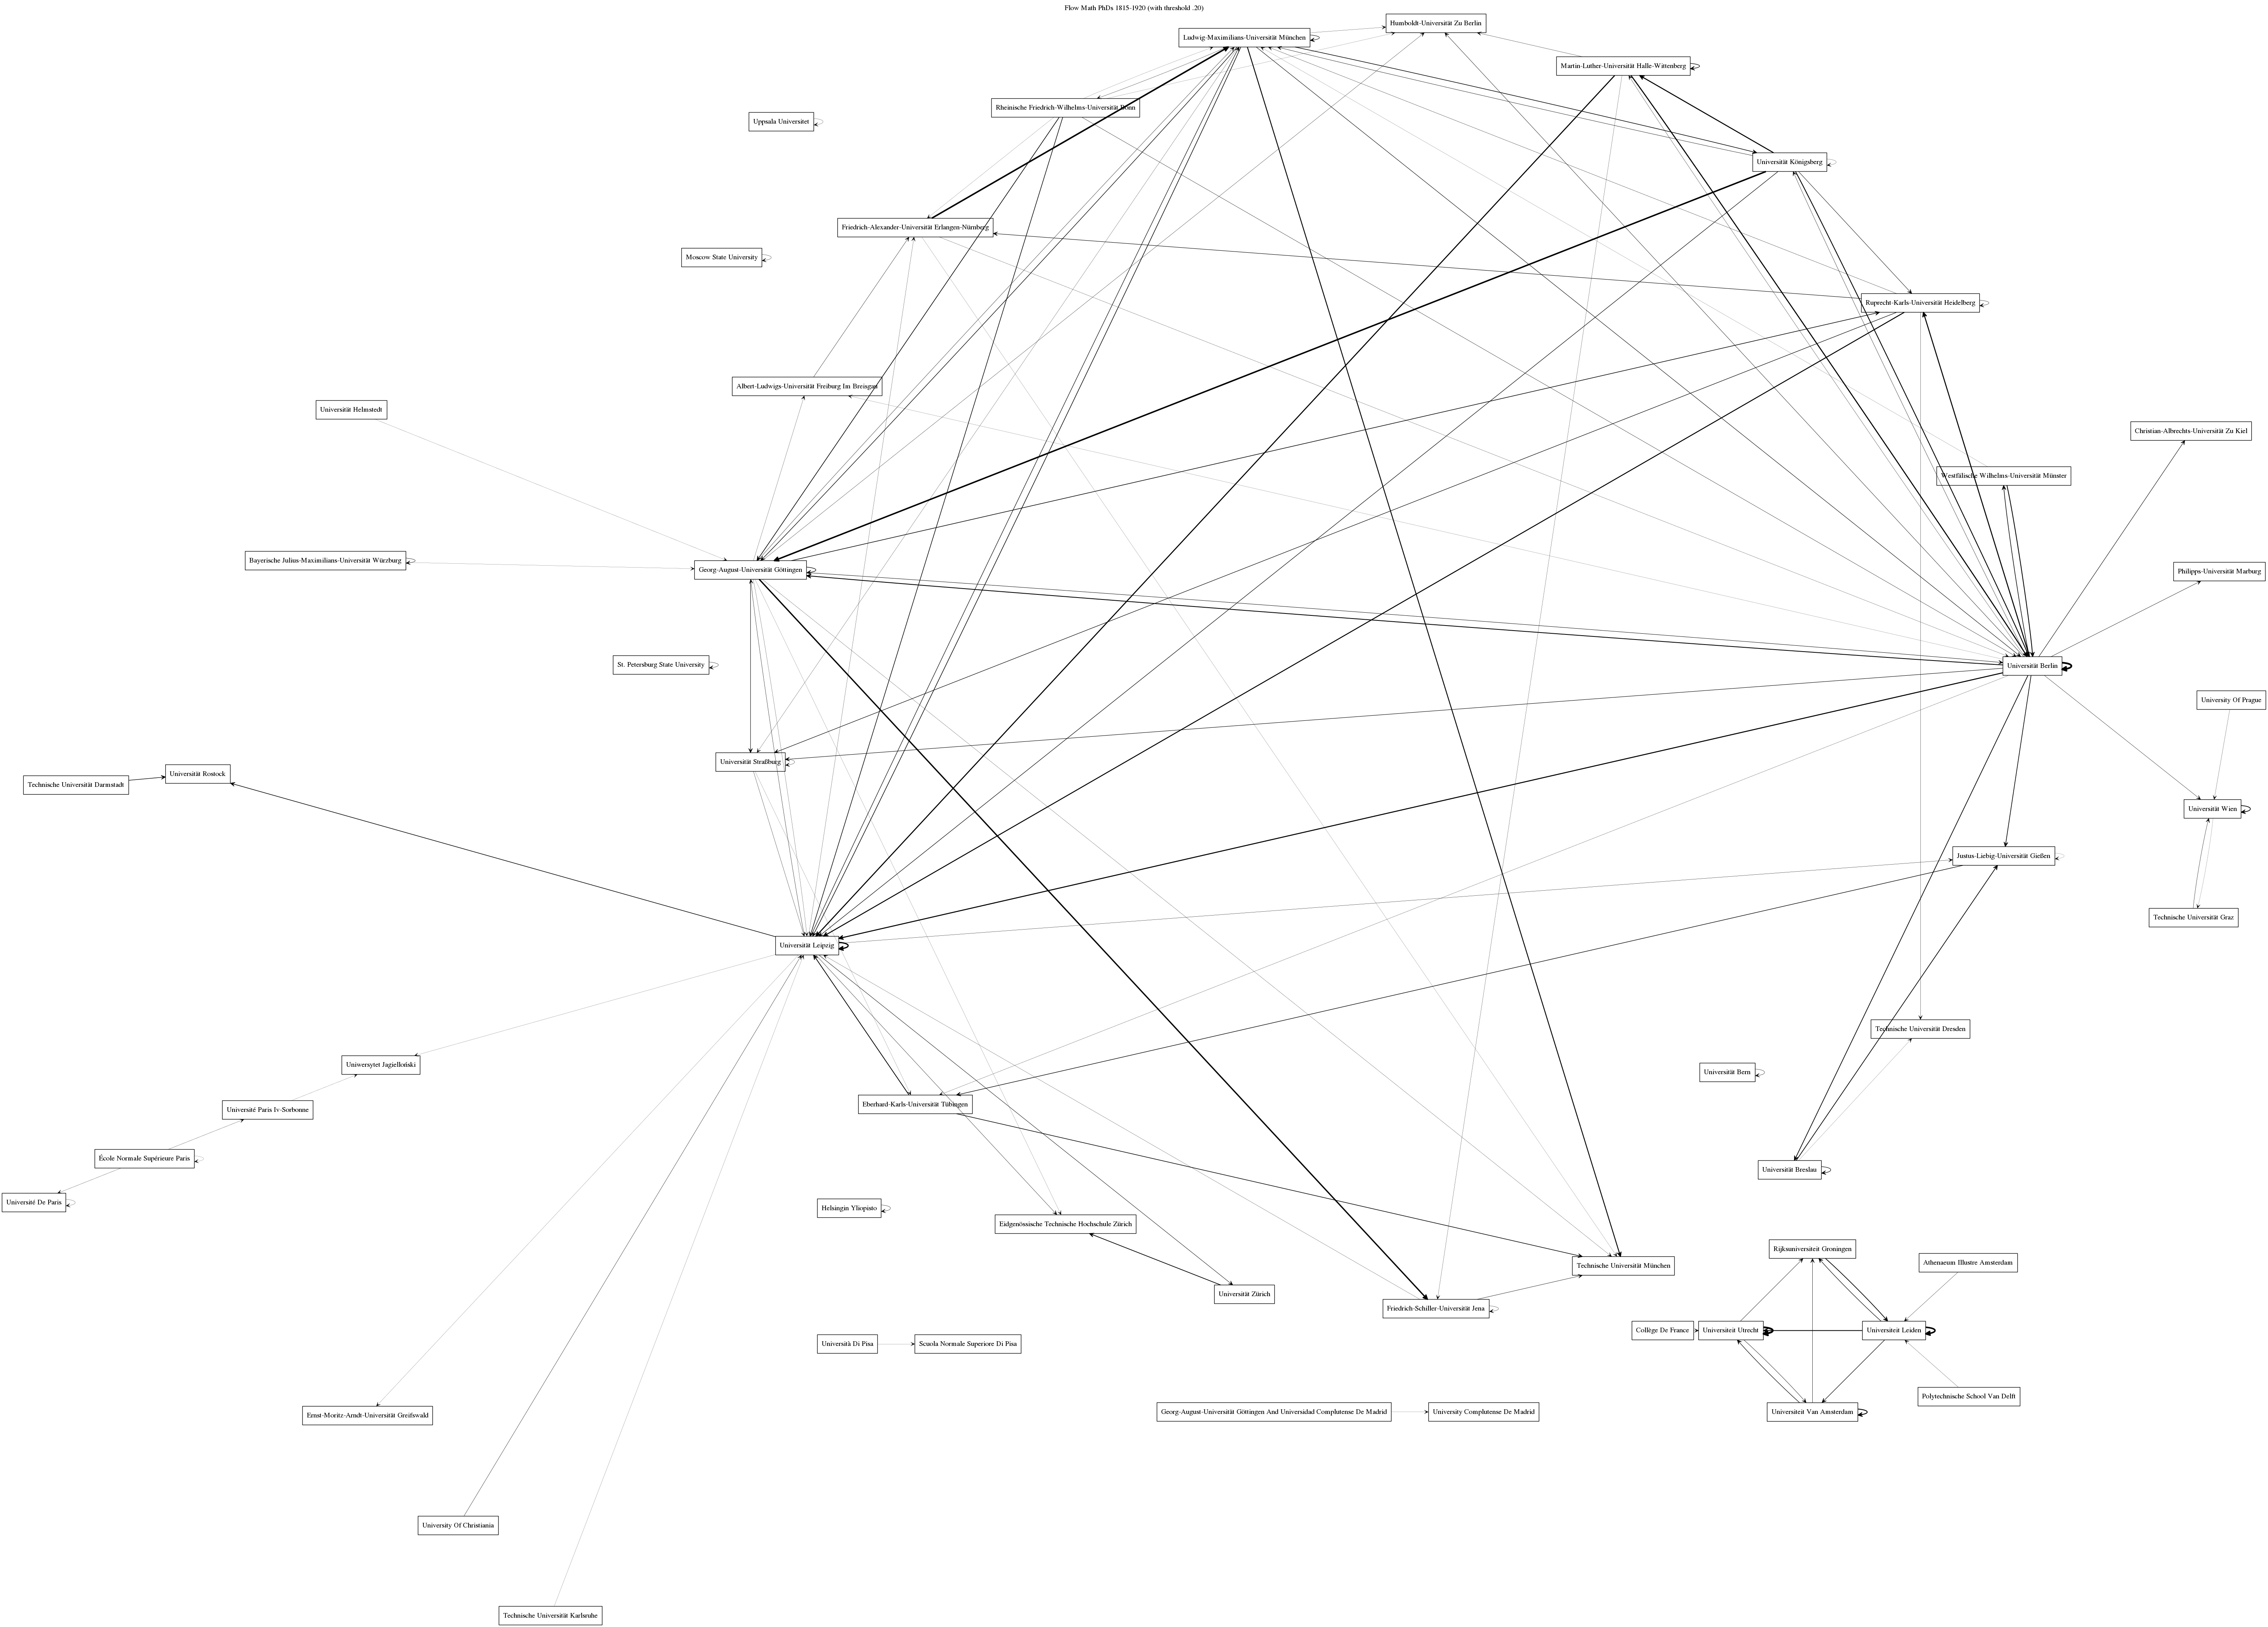 Flow Math PhDs 1815-1920 (with threshold .20)
Humboldt-Universität Zu Berlin
Ludwig-Maximilians-Universität München
Martin-Luther-Universität Halle-Wittenberg
Rheinische Friedrich-Wilhelms-Universität Bonn
Uppsala Universitet
Universität Königsberg
Friedrich-Alexander-Universität Erlangen-Nürnberg
Moscow State University
Ruprecht-Karls-Universität Heidelberg
Albert-Ludwigs-Universität Freiburg Im Breisgau
Universität Helmstedt
Christian-Albrechts-Universität Zu Kiel
Westfälische Wilhelms-Universität Münster
Bayerische Julius-Maximilians-Universität Würzburg
Georg-August-Universität Göttingen
Philipps-Universität Marburg
St. Petersburg State University
Universität Berlin
University Of Prague
Universität Straßburg
Universität Rostock
Technische Universität Darmstadt
Universität Wien
Justus-Liebig-Universität Gießen
Technische Universität Graz
Universität Leipzig
Technische Universität Dresden
Uniwersytet Jagielloński
Universität Bern
Université Paris Iv-Sorbonne
Eberhard-Karls-Universität Tübingen
École Normale Supérieure Paris
Universität Breslau
Université De Paris
Helsingin Yliopisto
Eidgenössische Technische Hochschule Zürich
Rijksuniversiteit Groningen
Athenaeum Illustre Amsterdam
Technische Universität München
Universität Zürich
Friedrich-Schiller-Universität Jena
Collège De France
Universiteit Utrecht
Universiteit Leiden
Università Di Pisa
Scuola Normale Superiore Di Pisa
Polytechnische School Van Delft
Ernst-Moritz-Arndt-Universität Greifswald
Georg-August-Universität Göttingen And Universidad Complutense De Madrid
University Complutense De Madrid
Universiteit Van Amsterdam
University Of Christiania
Technische Universität Karlsruhe